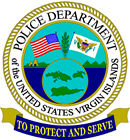 POLICE DEPARTMENT
of the UNITED STATES VIRGIN ISLANDS
TO PROTECT AND SERVE